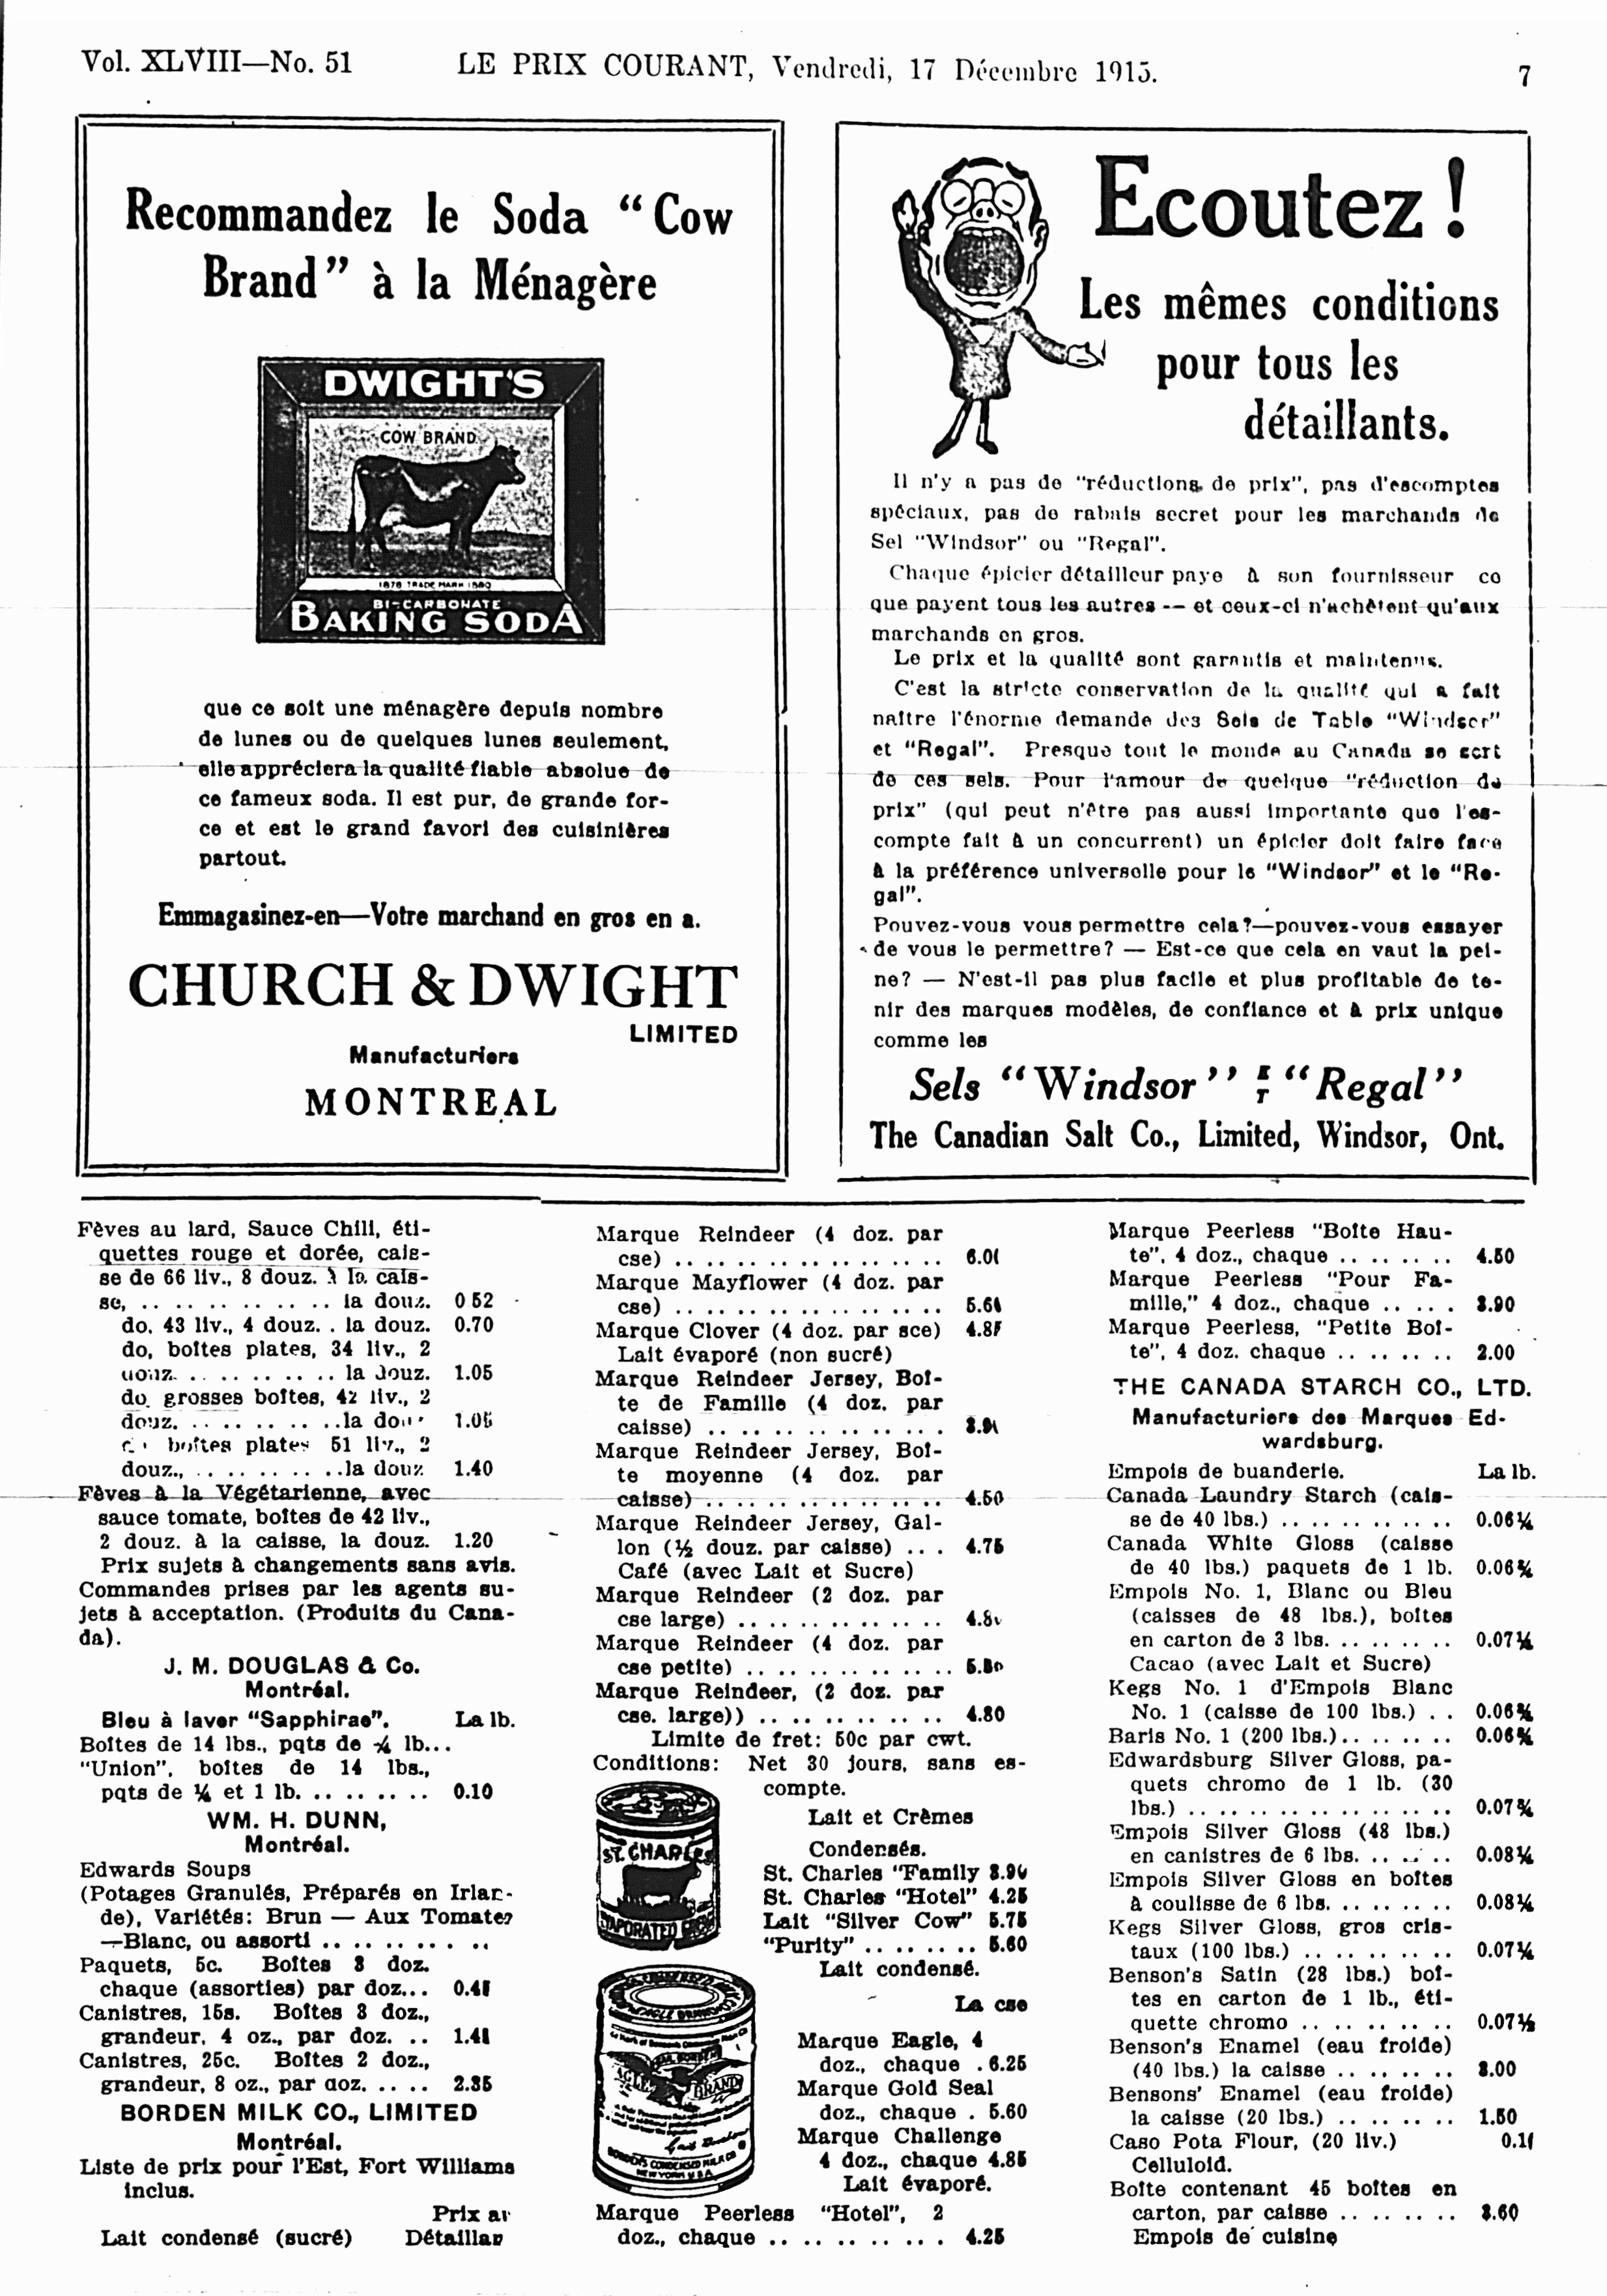 Vol. XLVIII—No. 51
LE PRIX COURANT, Vendredi, 17 Décembre 1915.
7
Recommandez le Soda “Cow
Brand” à la Ménagère
DWIGHT'S
COW BRAND
1876 TRADE MARK 1880
BI-CARBONATE
BAKING SODA
que ce soit une ménagère depuis nombre
de lunes ou de quelques lunes seulement,
elle appréciera la qualité fiable absolue de
ce fameux soda. Il est pur, de grande for-
ce et est le grand favori des cuisinières
partout.
Emmagasinez-en—Votre marchand en gros en a.
CHURCH & DWIGHT
LIMITED
Manufacturiers
MONTREAL
Ecoutez!
Les mêmes conditions
pour tous les
détaillants.
Il n'y a pas de "réductions de prix", pas d'escomptes
spéciaux, pas de rabais secret pour les marchands de
Sel "Windsor" ou "Regal".
Chaque épicier détailleur paye à son fournisseur ce
que payent tous les autres -- et ceux-ci n'achètent qu'aux
marchands en gros.
Le prix et la qualité sont garantis et maintenus.
C'est la stricte conservation de la qualité qui a fait
naître l'énorme demande des Sels de Table "Windsor"
et "Regal". Presque tout le monde au Canada se sert
de ces sels. Pour l'amour de quelque "réduction de
prix" (qui peut n'être pas aussi importante que l'es-
compte fait à un concurrent) un épicier doit faire face
à la préférence universelle pour le "Windsor" et le "Re-
gal".
Pouvez-vous vous permettre cela?—pouvez-vous essayer
de vous le permettre? — Est-ce que cela en vaut la pei-
ne? — N'est-il pas plus facile et plus profitable de te-
nir des marques modèles, de confiance et à prix unique
comme les
Sels “Windsor” ET “Regal”
The Canadian Salt Co., Limited, Windsor, Ont.
Fèves au lard, Sauce Chili, éti-
quettes rouge et dorée, cais-
se de 66 liv., 8 douz. à la cais-
se, .. .. .. .. .. .. .. la douz. 0 52
do. 43 liv., 4 douz. . la douz. 0.70
do, boîtes plates, 34 liv., 2
douz. .. .. .. .. .. la douz. 1.05
do. grosses boîtes, 42 liv., 2
douz. .. .. .. .. .. la douz. 1.05
boîtes plates 51 liv., 2
douz., .. .. .. .. ..la douz 1.40
Fèves à la Végétarienne, avec
sauce tomate, boîtes de 42 liv.,
2 douz. à la caisse, la douz. 1.20
Prix sujets à changements sans avis.
Commandes prises par les agents su-
jets à acceptation. (Produits du Cana-
da).
J. M. DOUGLAS & Co.
Montréal.
Bleu à laver "Sapphirae". La lb.
Boîtes de 14 lbs., pqts de ¼ lb...
"Union", boîtes de 14 lbs.,
pqts de ¼ et 1 lb. .. .. .. .. 0.10
WM. H. DUNN,
Montréal.
Edwards Soups
(Potages Granulés, Préparés en Irlan-
de), Variétés: Brun — Aux Tomates
—Blanc, ou assorti .. .. .. .. ..
Paquets, 5c. Boîtes 3 doz.
chaque (assorties) par doz... 0.45
Canistres, 15s. Boîtes 3 doz.,
grandeur, 4 oz., par doz. ..
Canistres, 25c. Boîtes 2 doz.,
grandeur, 8 oz., par doz. .. .. 2.35
BORDEN MILK CO., LIMITED
Montréal.
Liste de prix pour l'Est, Fort Williams
inclus.
Prix au
Lait condensé (sucré) Détaillan
Marque Reindeer (4 doz. par
cse) .. .. .. .. .. .. .. .. .. 6.00
Marque Mayflower (4 doz. par
cse) .. .. .. .. .. .. .. .. ..
Marque Clover (4 doz. par sce)
Lait évaporé (non sucré)
Marque Reindeer Jersey, Boî-
te de Famille (4 doz. par
caisse) .. .. .. .. .. .. .. ..
Marque Reindeer Jersey, Boî-
te moyenne (4 doz. par
caisse) .. .. .. .. .. .. .. .. 4.50
Marque Reindeer Jersey, Gal-
lon (½ douz. par caisse) .. . 4.75
Café (avec Lait et Sucre)
Marque Reindeer (2 doz. par
cse large) .. .. .. .. .. .. ..
Marque Reindeer (4 doz. par
cse petite) .. .. .. .. .. .. ..
Marque Reindeer, (2 doz. par
cse. large)) .. .. .. .. .. .. 4.80
Limite de fret: 50c par cwt.
Conditions: Net 30 jours, sans es-
compte.
ST. CHARLES
EVAPORATED CREAM
Lait et Crèmes
Condensés.
St. Charles "Family 3.90
St. Charles "Hotel" 4.25
Lait "Silver Cow" 5.75
"Purity" .. .. .. .. 5.60
Lait condensé.
La cse
EAGLE BRAND
BORDEN'S CONDENSED MILK CO
NEW YORK U.S.A.
Marque Eagle, 4
doz., chaque . 6.25
Marque Gold Seal
doz., chaque . 5.60
Marque Challenge
4 doz., chaque 4.85
Lait évaporé.
Marque Peerless "Hotel", 2
doz., chaque .. .. .. .. .. .. 4.25
Marque Peerless "Boîte Hau-
te", 4 doz., chaque .. .. .. .. 4.50
Marque Peerless "Pour Fa-
mille," 4 doz., chaque .. .. . 3.90
Marque Peerless, "Petite Boî-
te", 4 doz. chaque .. .. .. .. 2.00
THE CANADA STARCH CO., LTD.
Manufacturiers des Marques Ed-
wardsburg.
Empois de buanderie. La lb.
Canada Laundry Starch (cais-
se de 40 lbs.) .. .. .. .. .. .. 0.06¼
Canada White Gloss (caisse
de 40 lbs.) paquets de 1 lb. 0.06¾
Empois No. 1, Blanc ou Bleu
(caisses de 48 lbs.), boîtes
en carton de 3 lbs. .. .. .. .. 0.07¼
Cacao (avec Lait et Sucre)
Kegs No. 1 d'Empois Blanc
No. 1 (caisse de 100 lbs.) . . 0.06¾
Baris No. 1 (200 lbs.).. .. .. .. 0.06¾
Edwardsburg Silver Gloss, pa-
quets chromo de 1 lb. (30
lbs.) .. .. .. .. .. .. .. .. .. 0.07¾
Empois Silver Gloss (48 lbs.)
en canistres de 6 lbs. .. .. .. 0.08¼
Empois Silver Gloss en boîtes
à coulisse de 6 lbs. .. .. .. .. 0.08¼
Kegs Silver Gloss, gros cris-
taux (100 lbs.) .. .. .. .. .. 0.07¼
Benson's Satin (28 lbs.) boî-
tes en carton de 1 lb., éti-
quette chromo .. .. .. .. .. 0.07½
Benson's Enamel (eau froide)
(40 lbs.) la caisse .. .. .. .. 3.00
Bensons' Enamel (eau froide)
la caisse (20 lbs.) .. .. .. .. 1.50
Caso Pota Flour, (20 liv.)
Celluloid.
Boîte contenant 45 boîtes en
carton, par caisse .. .. .. .. 3.60
Empois de cuisine